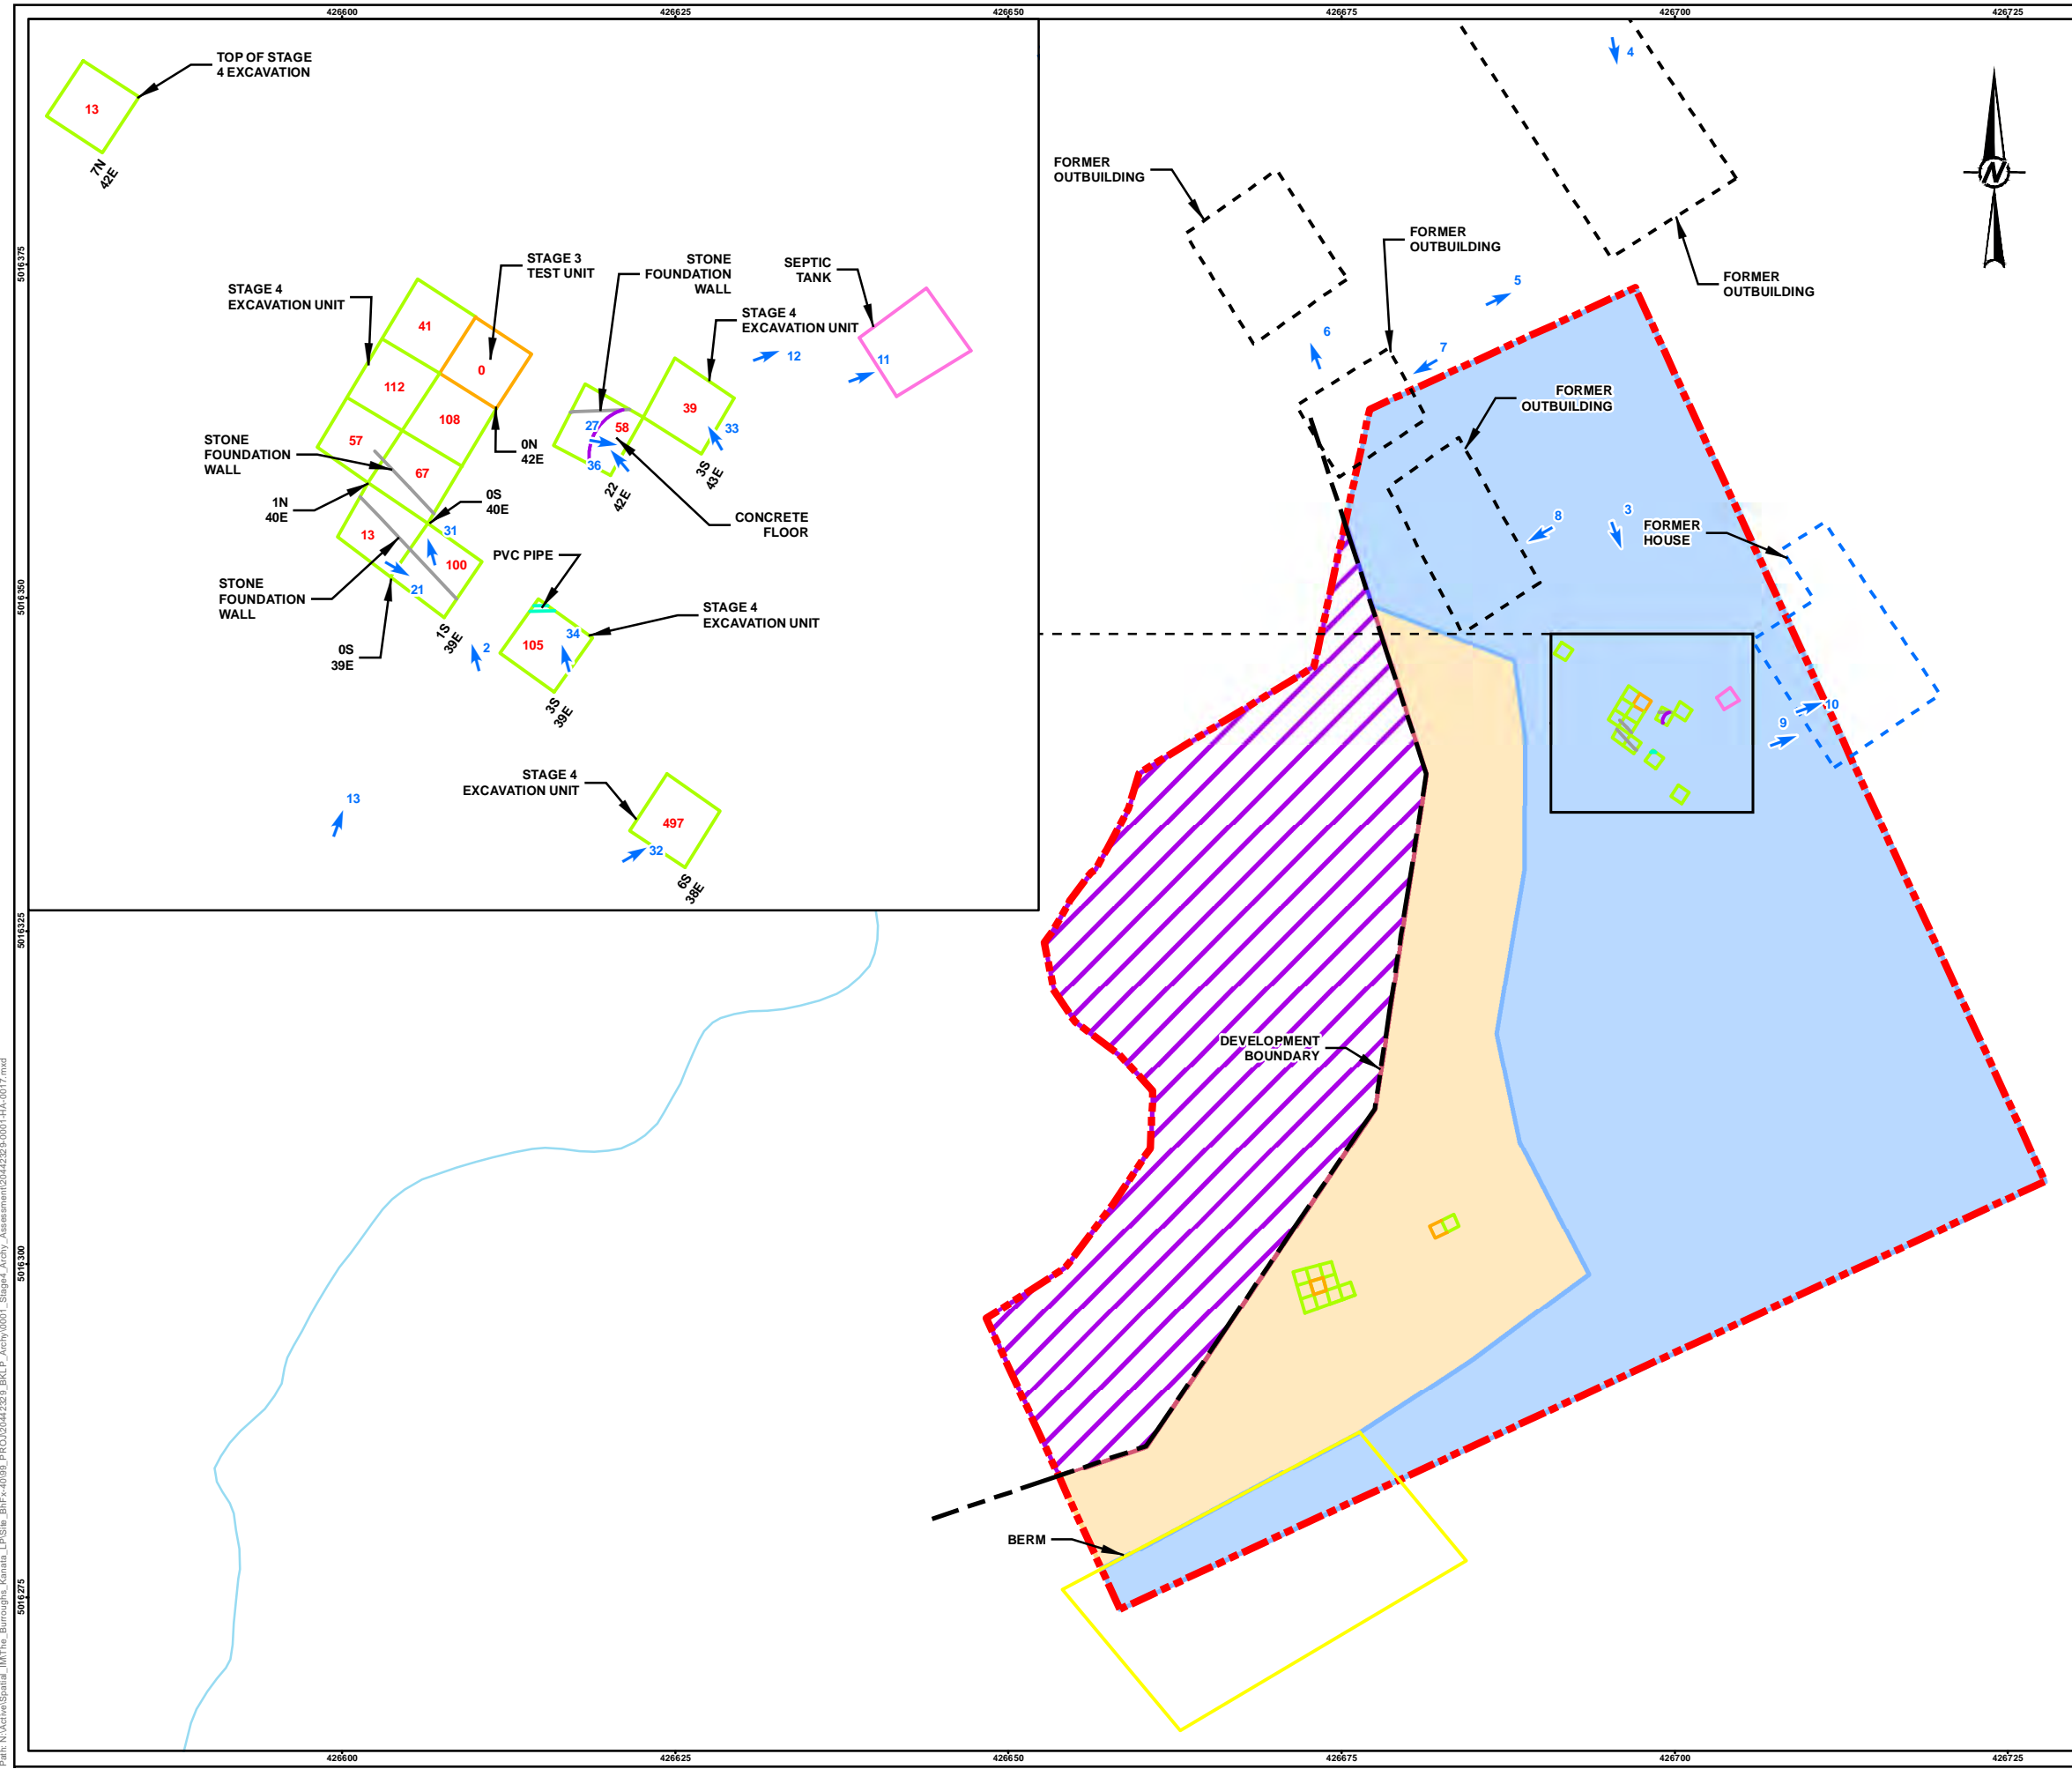 426600
426625
426650
426675
426700
426725
TOP OF STAGE
4 EXCAVATION
13
7N
42E
4
N
FORMER
OUTBUILDING
FORMER
OUTBUILDING
FORMER
OUTBUILDING
5
6
7
FORMER
OUTBUILDING
8
3
FORMER
HOUSE
10
9
5016375
5016350
5016325
5016300
5016275
STAGE 3
TEST UNIT
STONE
FOUNDATION
WALL
SEPTIC
TANK
STAGE 4
EXCAVATION UNIT
STAGE 4
EXCAVATION UNIT
41
0
12
11
112
108
39
57
27
58
33
STONE
FOUNDATION
WALL
0N
42E
36
3S
43E
67
22
42E
1N
40E
0S
40E
CONCRETE
FLOOR
13
31
PVC PIPE
100
21
STONE
FOUNDATION
WALL
STAGE 4
EXCAVATION UNIT
34
105
1S
39E
0S
39E
2
3S
39E
STAGE 4
EXCAVATION UNIT
13
497
32
6S
38E
DEVELOPMENT
BOUNDARY
BERM
426600
426625
426650
426675
426700
426725